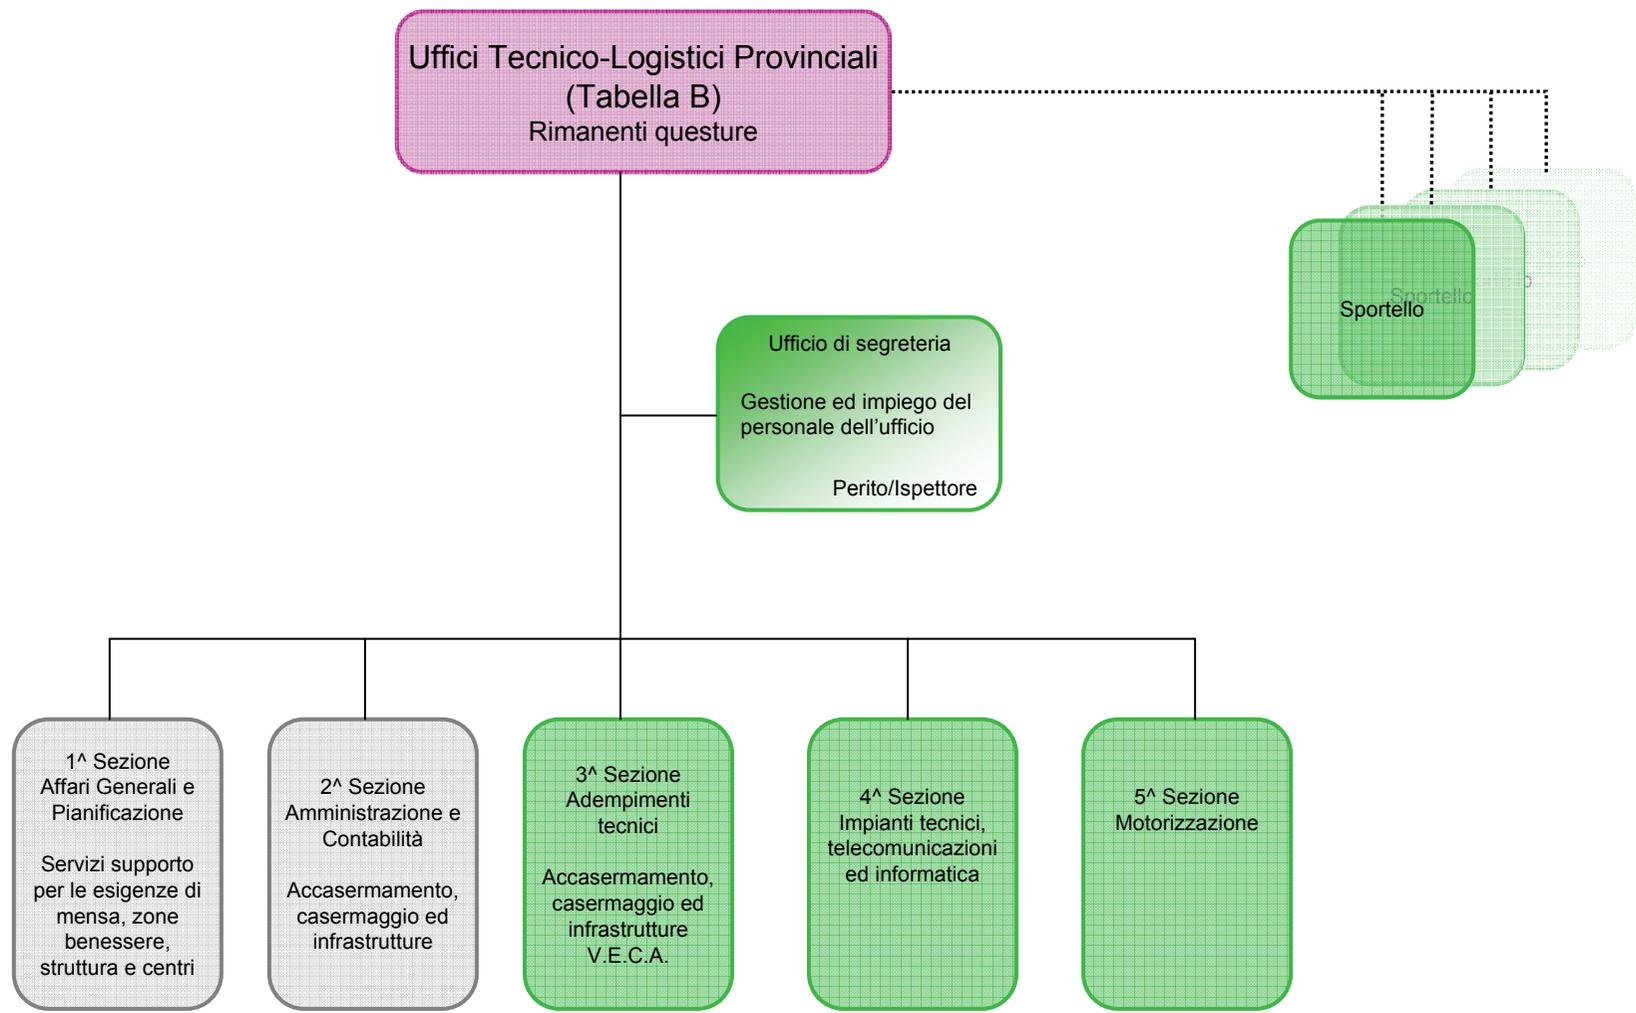 Uffici Tecnico-Logistici Provinciali
(Tabella B)
Rimanenti questure
Sportello
Sportello
Ufficio di segreteria
Gestione ed impiego del
personale dell’ufficio
Perito/Ispettore
1^ Sezione
Affari Generali e
Pianificazione
Servizi supporto
per le esigenze di
mensa, zone
benessere,
struttura e centri
2^ Sezione
Amministrazione e
Contabilità
Accasermamento,
casermaggio ed
infrastrutture
3^ Sezione
Adempimenti
tecnici
Accasermamento,
casermaggio ed
infrastrutture
V.E.C.A.
4^ Sezione
Impianti tecnici,
telecomunicazioni
ed informatica
5^ Sezione
Motorizzazione